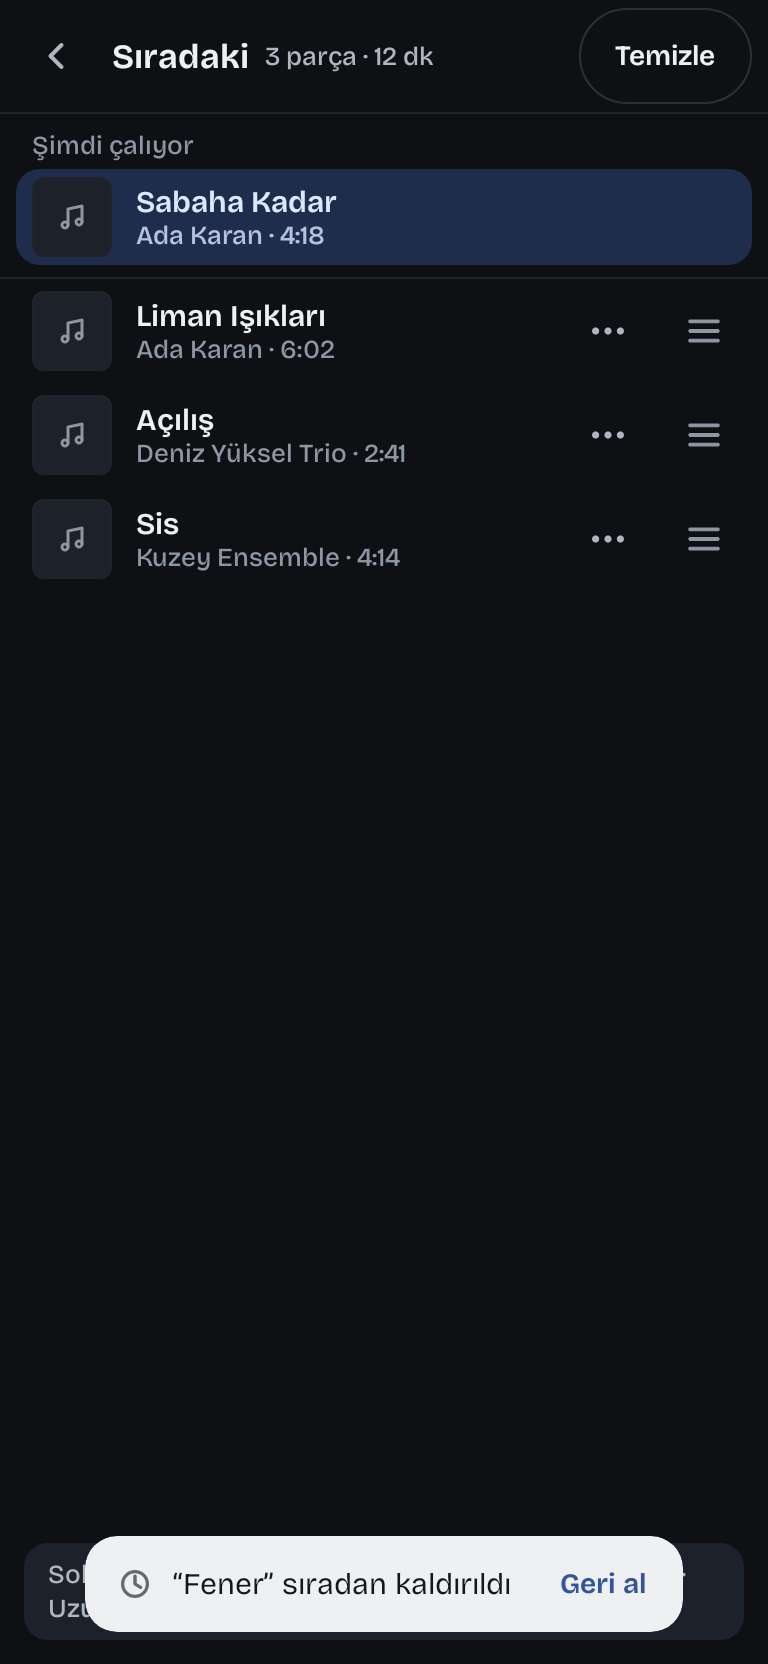 Sıradaki 3 parça · 12 dk
Temizle
Şimdi çalıyor
Sabaha Kadar
Ada Karan · 4:18
Liman Işıkları
Ada Karan · 6:02
Açılış
Deniz Yüksel Trio · 2:41
Sis
Kuzey Ensemble · 4:14
“Fener” sıradan kaldırıldı
Geri al